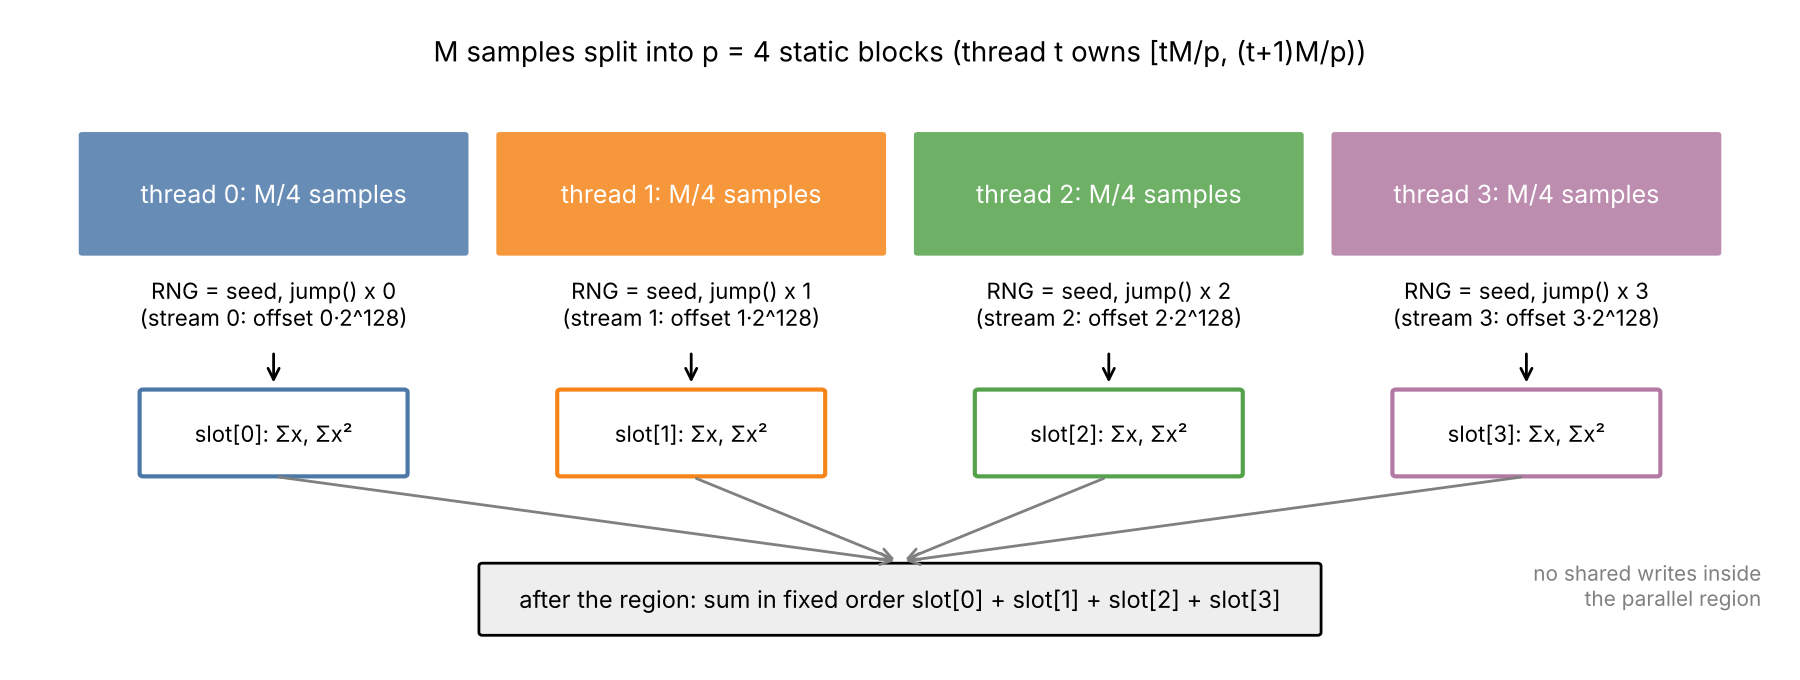 M samples split into p = 4 static blocks (thread t owns [tM/p, (t+1)M/p))
thread 0: M/4 samples
thread 1: M/4 samples
thread 2: M/4 samples
thread 3: M/4 samples
RNG = seed, jump() x 0
(stream 0: offset 0·2^128)
RNG = seed, jump() x 1
(stream 1: offset 1·2^128)
RNG = seed, jump() x 2
(stream 2: offset 2·2^128)
RNG = seed, jump() x 3
(stream 3: offset 3·2^128)
slot[0]: Σx, Σx²
slot[1]: Σx, Σx²
slot[2]: Σx, Σx²
slot[3]: Σx, Σx²
after the region: sum in fixed order slot[0] + slot[1] + slot[2] + slot[3]
no shared writes inside
the parallel region